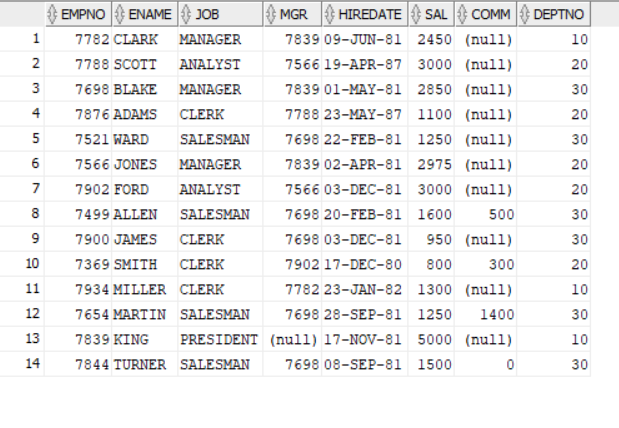 EMPNO ENAME JOB MGR HIREDATE SAL COMM DEPTNO
1 7782 CLARK MANAGER 7839 09-JUN-81 2450 (null) 10
2 7788 SCOTT ANALYST 7566 19-APR-87 3000 (null) 20
3 7698 BLAKE MANAGER 7839 01-MAY-81 2850 (null) 30
4 7876 ADAMS CLERK 7788 23-MAY-87 1100 (null) 20
5 7521 WARD SALESMAN 7698 22-FEB-81 1250 (null) 30
6 7566 JONES MANAGER 7839 02-APR-81 2975 (null) 20
7 7902 FORD ANALYST 7566 03-DEC-81 3000 (null) 20
8 7499 ALLEN SALESMAN 7698 20-FEB-81 1600 500 30
9 7900 JAMES CLERK 7698 03-DEC-81 950 (null) 30
10 7369 SMITH CLERK 7902 17-DEC-80 800 300 20
11 7934 MILLER CLERK 7782 23-JAN-82 1300 (null) 10
12 7654 MARTIN SALESMAN 7698 28-SEP-81 1250 1400 30
13 7839 KING PRESIDENT (null) 17-NOV-81 5000 (null) 10
14 7844 TURNER SALESMAN 7698 08-SEP-81 1500 0 30